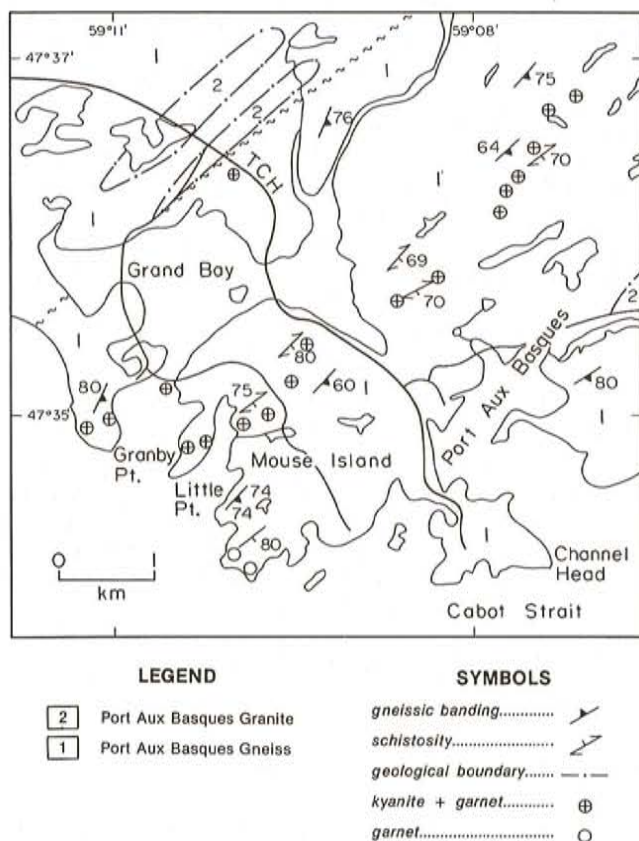 59°11'
59°08'
47°37'
1
2
1
75
2
76
64
70
TCH
1
1
69
Grand Bay
70
2
1
80
80
75
60
1
Port Aux Basques
80
47°35'
1
Granby
Pt.
Mouse Island
Little
Pt.
74
74
80
1
Channel
Head
0 1
km
Cabot Strait
LEGEND
2 Port Aux Basques Granite
1 Port Aux Basques Gneiss
SYMBOLS
gneissic banding............
schistosity...................
geological boundary......
kyanite + garnet............
garnet.........................